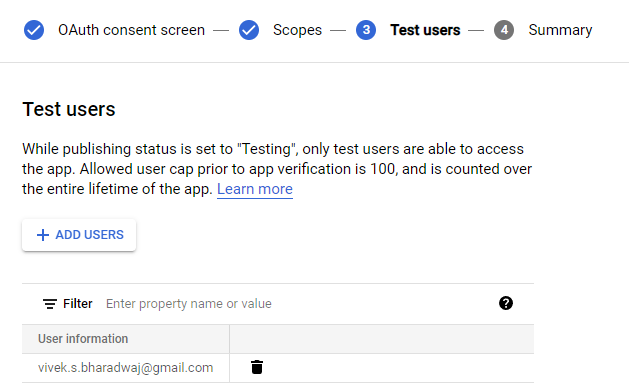 OAuth consent screen — Scopes — 3 Test users — 4 Summary
Test users
While publishing status is set to "Testing", only test users are able to access
the app. Allowed user cap prior to app verification is 100, and is counted over
the entire lifetime of the app. Learn more
+ ADD USERS
Filter Enter property name or value ?
User information
vivek.s.bharadwaj@gmail.com